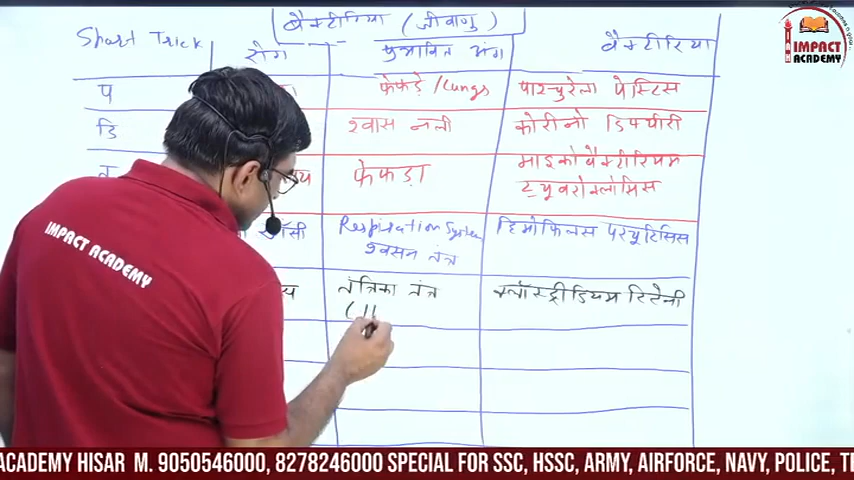 बैक्टीरिया (जीवाणु)
Short Trick
रोग
प्रभावित अंग
बैक्टीरिया
प
फेफड़े/Lungs
पाश्चुरेला पेस्टिस
डि
श्वास नली
कोरीनो डिफ्थीरी
फेफड़ा
माइकोबैक्टीरियम
ट्यूबरोक्लोसिस
खाँसी
Respiration System
श्वसन तंत्र
हिमोफिलस परटूटिसिस
तंत्रिका तंत्र
क्लॉस्ट्रीडियम टिटेनी
IMPACT ACADEMY
IMPACT
ACADEMY
ACADEMY HISAR M. 9050546000, 8278246000 SPECIAL FOR SSC, HSSC, ARMY, AIRFORCE, NAVY, POLICE,